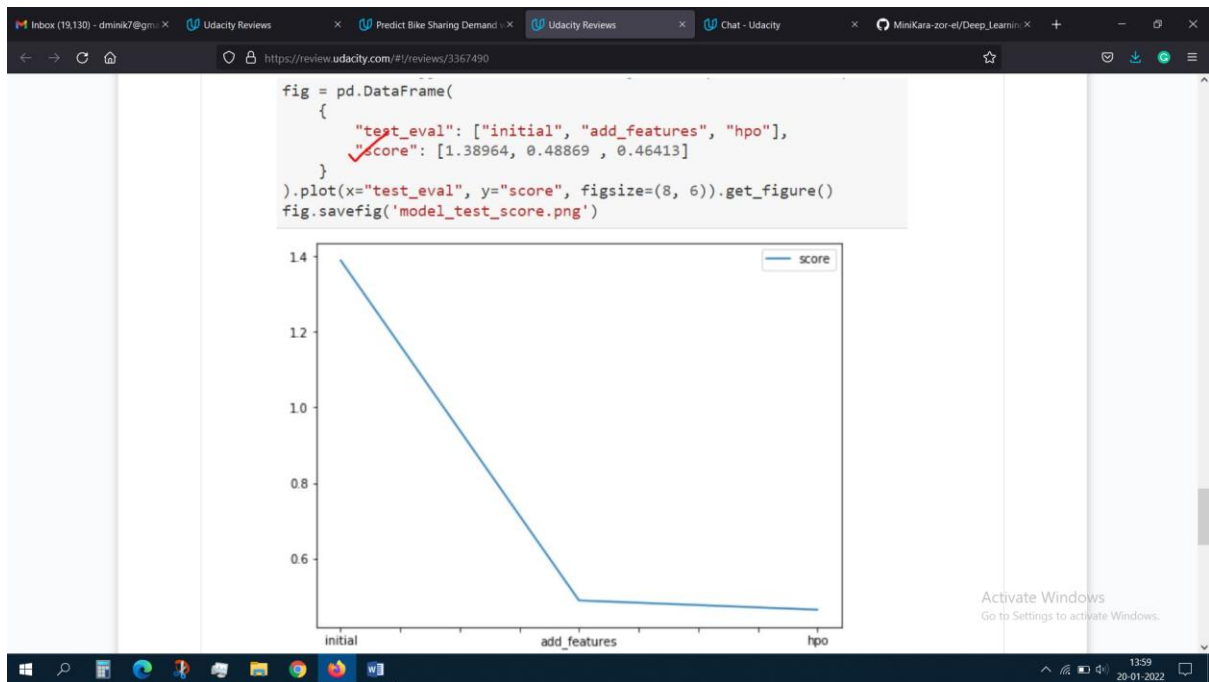 Inbox (19,130) - dminik7@gma
Udacity Reviews
Predict Bike Sharing Demand w
Udacity Reviews
Chat - Udacity
MiniKara-zor-el/Deep_Learnin
https://review.udacity.com/#!/reviews/3367490
fig = pd.DataFrame(
{
"test_eval": ["initial", "add_features", "hpo"],
"score": [1.38964, 0.48869 , 0.46413]
}
).plot(x="test_eval", y="score", figsize=(8, 6)).get_figure()
fig.savefig('model_test_score.png')
score
1.4
1.2
1.0
0.8
0.6
initial add_features hpo
Activate Windows
Go to Settings to activate Windows.
13:59
20-01-2022